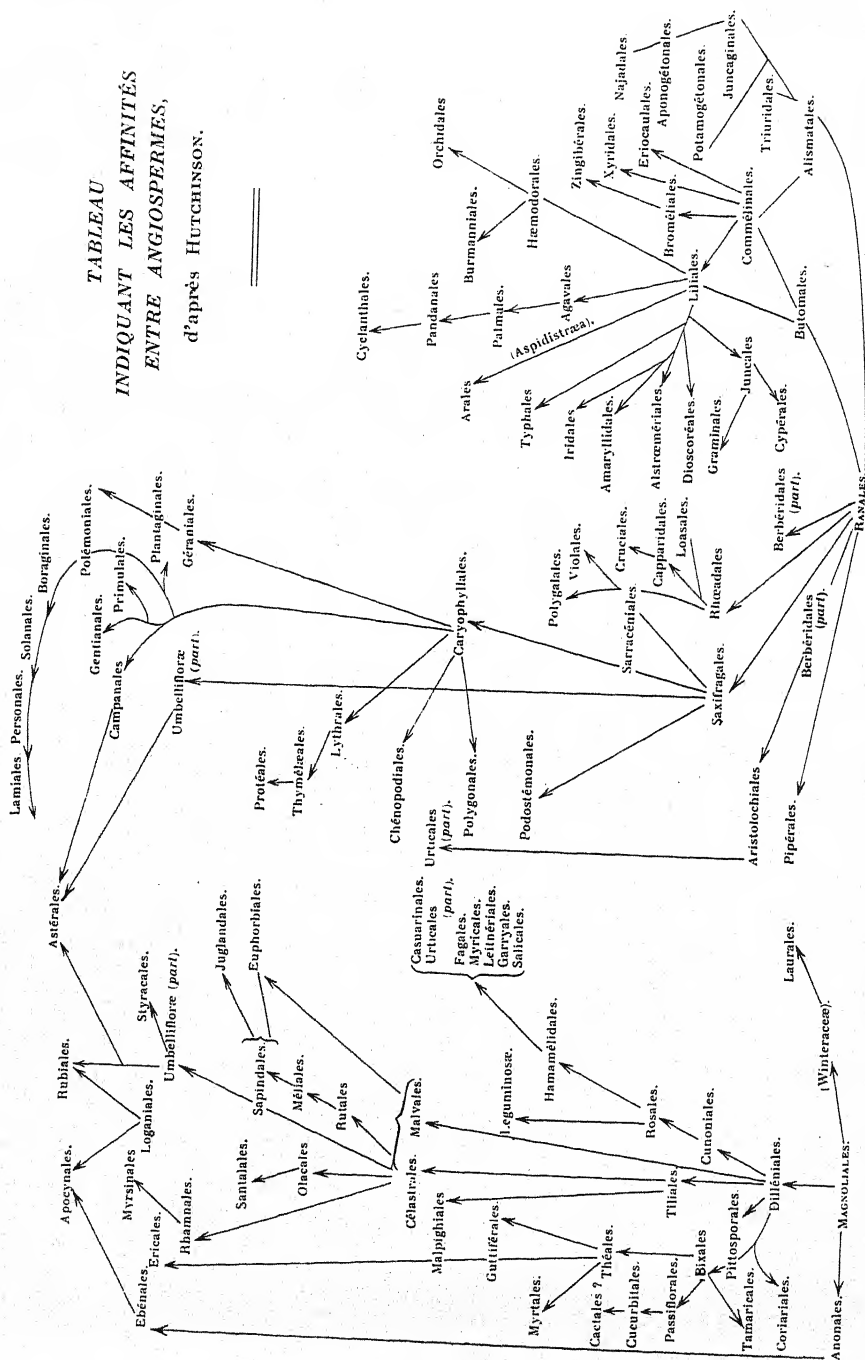 TABLEAU
INDIQUANT LES AFFINITÉS
ENTRE ANGIOSPERMES,
d'après HUTCHINSON.
Lamiales
Personales.
Solanales.
Boraginales.
Polémoniales.
Gentianales.
Primulales.
Plantaginales.
Géraniales.
Campanales
Umbellifloræ
(part).
Astérales.
Protéales.
Thymélæales.
Lythrales.
Caryophyllales.
Chénopodiales.
Polygonales.
Urticales
(part).
Podostémonales.
Saxifragales.
Sarracéniales
Polygalales.
Violales.
Cruciales.
Capparidales.
Loasales.
Rhœadales
Aristolochiales
Pipérales.
Berbéridales
(part).
Berbéridales
(part).
RANALES.
Cyclanthales.
Pandanales
Palmales.
Agavales
Arales
(Aspidistræa).
Typhales
Iridales
Amaryllidales.
Alstrœmériales.
Dioscoréales.
Graminales.
Juncales
Cypérales.
Liliales.
Orchidales
Burmanniales.
Hæmodorales.
Zingibérales.
Xyridales.
Eriocaulales.
Broméliales.
Commélinales.
Butomales.
Najadales.
Aponogétonales.
Potamogétonales.
Juncaginales.
Triuridales.
Alismatales.
Apocynales.
Rubiales.
Loganiales
Ebénales.
Ericales.
Myrsinales
Rhamnales.
Styracales.
Umbellifloræ (part).
Juglandales.
Euphorbiales.
Sapindales.
Méliales.
Rutales
Santalales.
Olacales
Célastrales.
Malvales.
Malpighiales
Tiliales.
Guttiférales.
Théales.
Myrtales.
Cactales ?
Cucurbitales.
Passiflorales.
Bixales
Pittosporales.
Tamaricales.
Coriariales.
Dilléniales.
Cunoniales.
Rosales.
Leguminosæ.
Hamamélidales.
Casuarinales.
Urticales
(part).
Fagales.
Myricales.
Leitnériales.
Garryales.
Salicales.
Laurales.
(Winteraceæ).
Anonales.
MAGNOLIALES.